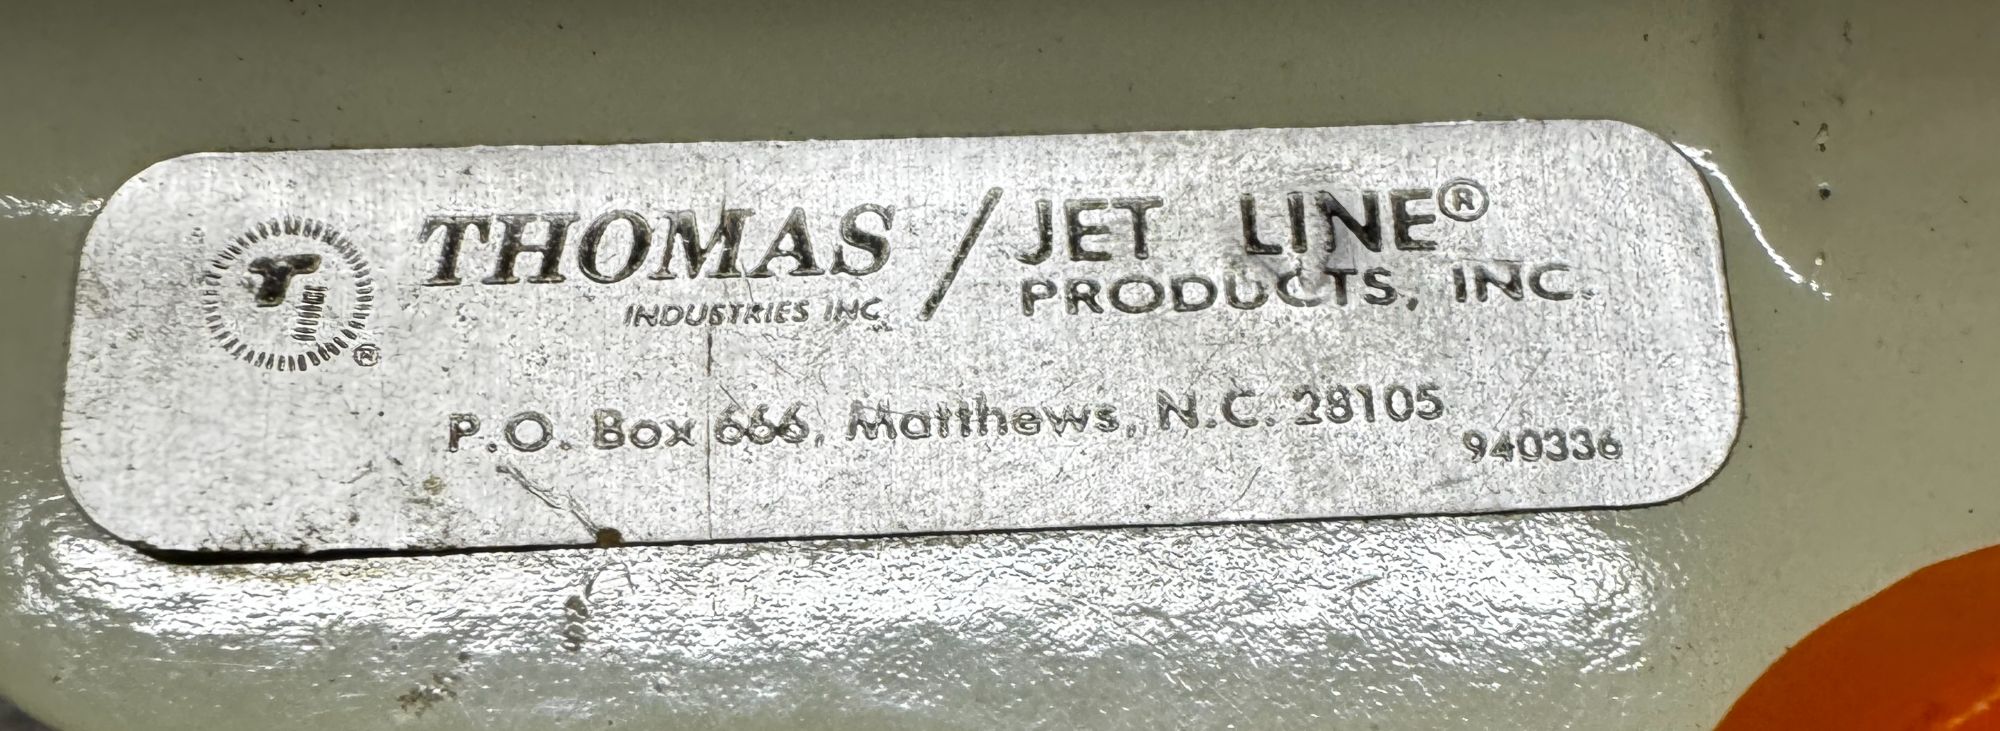 T
THOMAS / JET LINE®
INDUSTRIES INC. PRODUCTS, INC.
P.O. Box 666, Matthews, N.C. 28105
940336